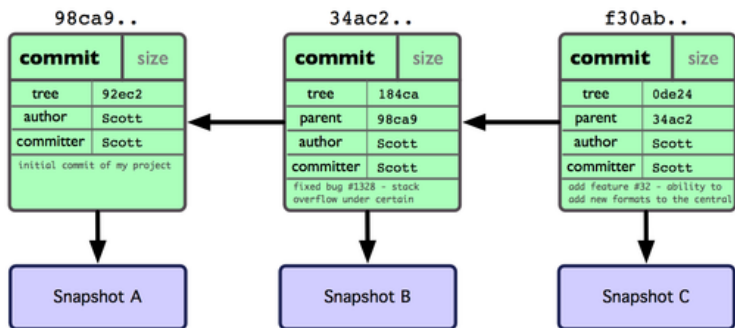 98ca9..
34ac2..
f30ab..
commit size
tree 92ec2
author Scott
committer Scott
initial commit of my project
commit size
tree 184ca
parent 98ca9
author Scott
committer Scott
fixed bug #1328 - stack
overflow under certain
commit size
tree 0de24
parent 34ac2
author Scott
committer Scott
add feature #32 - ability to
add new formats to the central
Snapshot A
Snapshot B
Snapshot C